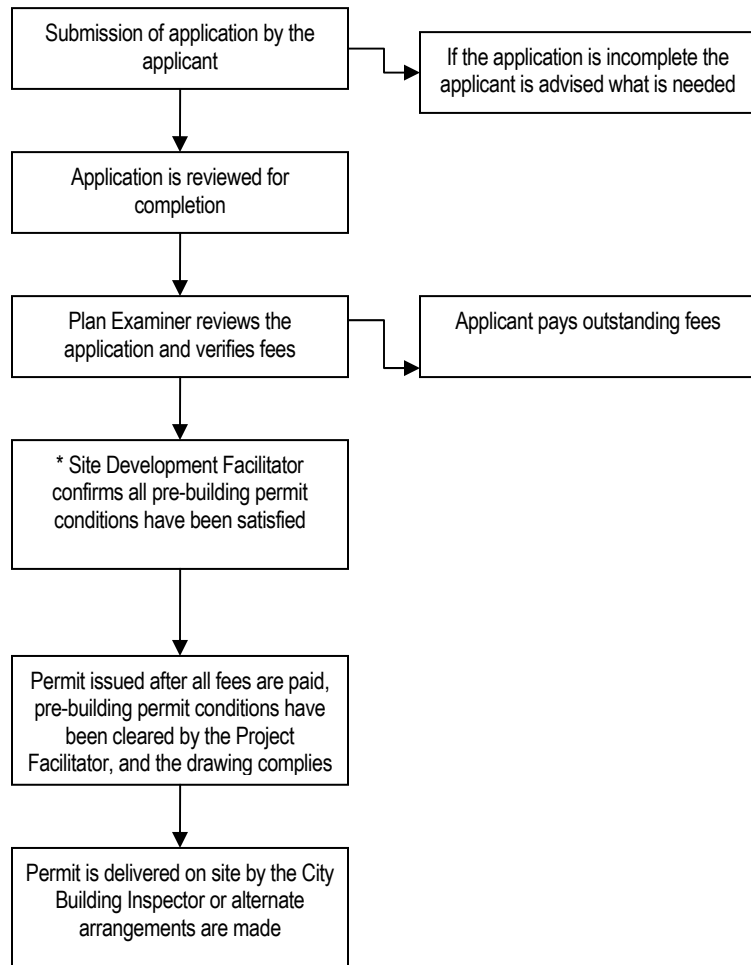 Submission of application by the
applicant
If the application is incomplete the
applicant is advised what is needed
Application is reviewed for
completion
Plan Examiner reviews the
application and verifies fees
Applicant pays outstanding fees
* Site Development Facilitator
confirms all pre-building permit
conditions have been satisfied
Permit issued after all fees are paid,
pre-building permit conditions have
been cleared by the Project
Facilitator, and the drawing complies
Permit is delivered on site by the City
Building Inspector or alternate
arrangements are made